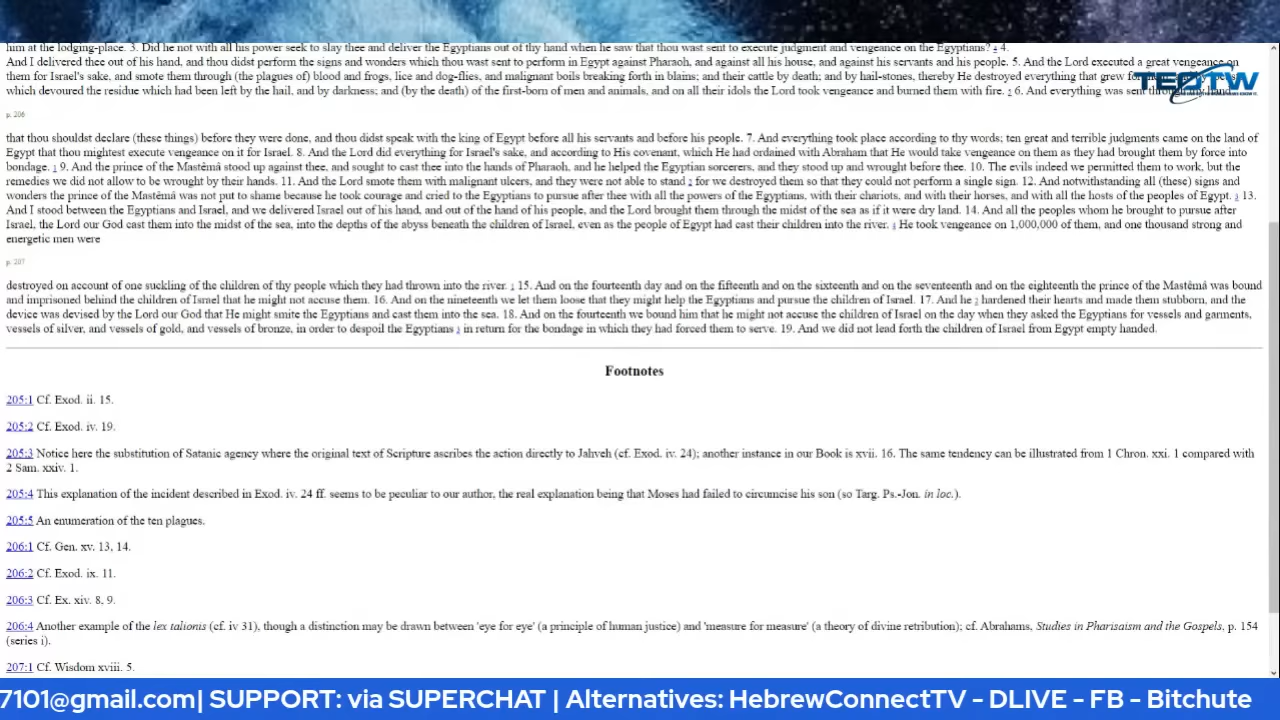 him at the lodging-place. 3. Did he not with all his power seek to slay thee and deliver the Egyptians out of thy hand when he saw that thou wast sent to execute judgment and vengeance on the Egyptians? 4 4.
And I delivered thee out of his hand, and thou didst perform the signs and wonders which thou wast sent to perform in Egypt against Pharaoh, and against all his house, and against his servants and his people. 5. And the Lord executed a great vengeance on
them for Israel's sake, and smote them through (the plagues of) blood and frogs, lice and dog-flies, and malignant boils breaking forth in blains; and their cattle by death; and by hail-stones, thereby He destroyed everything that grew for
TEOTW
which devoured the residue which had been left by the hail, and by darkness; and (by the death) of the first-born of men and animals, and on all their idols the Lord took vengeance and burned them with fire. 5 6. And everything was sent through thy hand,
p. 206
that thou shouldst declare (these things) before they were done, and thou didst speak with the king of Egypt before all his servants and before his people. 7. And everything took place according to thy words; ten great and terrible judgments came on the land of
Egypt that thou mightest execute vengeance on it for Israel. 8. And the Lord did everything for Israel's sake, and according to His covenant, which He had ordained with Abraham that He would take vengeance on them as they had brought them by force into
bondage. 1 9. And the prince of the Mastêmâ stood up against thee, and sought to cast thee into the hands of Pharaoh, and he helped the Egyptian sorcerers, and they stood up and wrought before thee. 10. The evils indeed we permitted them to work, but the
remedies we did not allow to be wrought by their hands. 11. And the Lord smote them with malignant ulcers, and they were not able to stand 2 for we destroyed them so that they could not perform a single sign. 12. And notwithstanding all (these) signs and
wonders the prince of the Mastêmâ was not put to shame because he took courage and cried to the Egyptians to pursue after thee with all the powers of the Egyptians, with their chariots, and with their horses, and with all the hosts of the peoples of Egypt. 3 13.
And I stood between the Egyptians and Israel, and we delivered Israel out of his hand, and out of the hand of his people, and the Lord brought them through the midst of the sea as if it were dry land. 14. And all the peoples whom he brought to pursue after
Israel, the Lord our God cast them into the midst of the sea, into the depths of the abyss beneath the children of Israel, even as the people of Egypt had cast their children into the river. 4 He took vengeance on 1,000,000 of them, and one thousand strong and
energetic men were
p. 207
destroyed on account of one suckling of the children of thy people which they had thrown into the river. 1 15. And on the fourteenth day and on the fifteenth and on the sixteenth and on the seventeenth and on the eighteenth the prince of the Mastêmâ was bound
and imprisoned behind the children of Israel that he might not accuse them. 16. And on the nineteenth we let them loose that they might help the Egyptians and pursue the children of Israel. 17. And he 2 hardened their hearts and made them stubborn, and the
device was devised by the Lord our God that He might smite the Egyptians and cast them into the sea. 18. And on the fourteenth we bound him that he might not accuse the children of Israel on the day when they asked the Egyptians for vessels and garments,
vessels of silver, and vessels of gold, and vessels of bronze, in order to despoil the Egyptians 3 in return for the bondage in which they had forced them to serve. 19. And we did not lead forth the children of Israel from Egypt empty handed.
Footnotes
205:1 Cf. Exod. ii. 15.
205:2 Cf. Exod. iv. 19.
205:3 Notice here the substitution of Satanic agency where the original text of Scripture ascribes the action directly to Jahveh (cf. Exod. iv. 24); another instance in our Book is xvii. 16. The same tendency can be illustrated from 1 Chron. xxi. 1 compared with
2 Sam. xxiv. 1.
205:4 This explanation of the incident described in Exod. iv. 24 ff. seems to be peculiar to our author, the real explanation being that Moses had failed to circumcise his son (so Targ. Ps.-Jon. in loc.).
205:5 An enumeration of the ten plagues.
206:1 Cf. Gen. xv. 13, 14.
206:2 Cf. Exod. ix. 11.
206:3 Cf. Ex. xiv. 8, 9.
206:4 Another example of the lex talionis (cf. iv 31), though a distinction may be drawn between 'eye for eye' (a principle of human justice) and 'measure for measure' (a theory of divine retribution); cf. Abrahams, Studies in Pharisaism and the Gospels, p. 154
(series i).
207:1 Cf. Wisdom xviii. 5.
7101@gmail.com| SUPPORT: via SUPERCHAT | Alternatives: HebrewConnectTV - DLIVE - FB - Bitchute